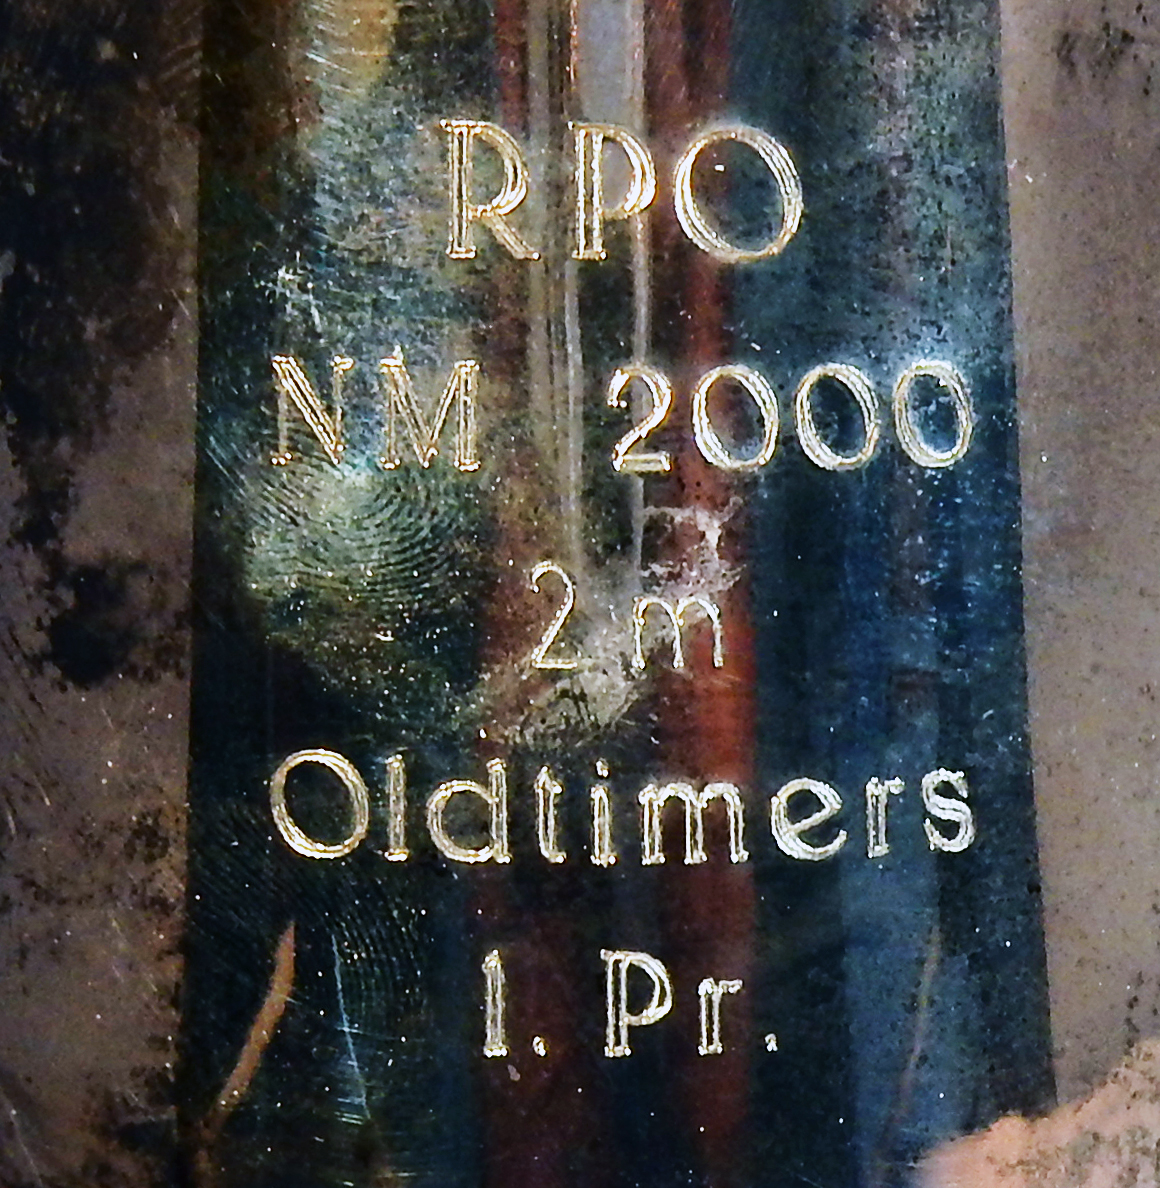 RPO
NM 2000
2 m
Oldtimers
1. Pr.